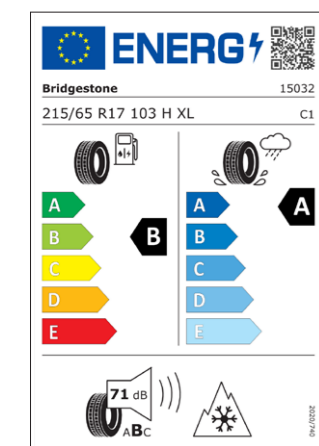 ENERG
Bridgestone 15032
215/65 R17 103 H XL C1
A A A
B B B
C C
D D
E E
71 dB
ABC
2020/740